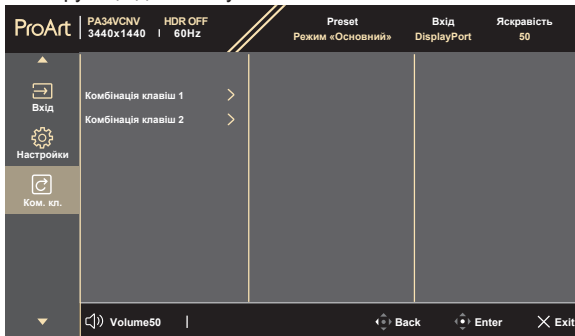 ProArt
PA34VCNV HDR OFF
3440x1440 I 60Hz
Preset
Режим «Основний»
Вхід
DisplayPort
Яскравість
50
Вхід
Настройки
Ком. кл.
Комбінація клавіш 1
Комбінація клавіш 2
Volume50 |
Back
Enter
Exit